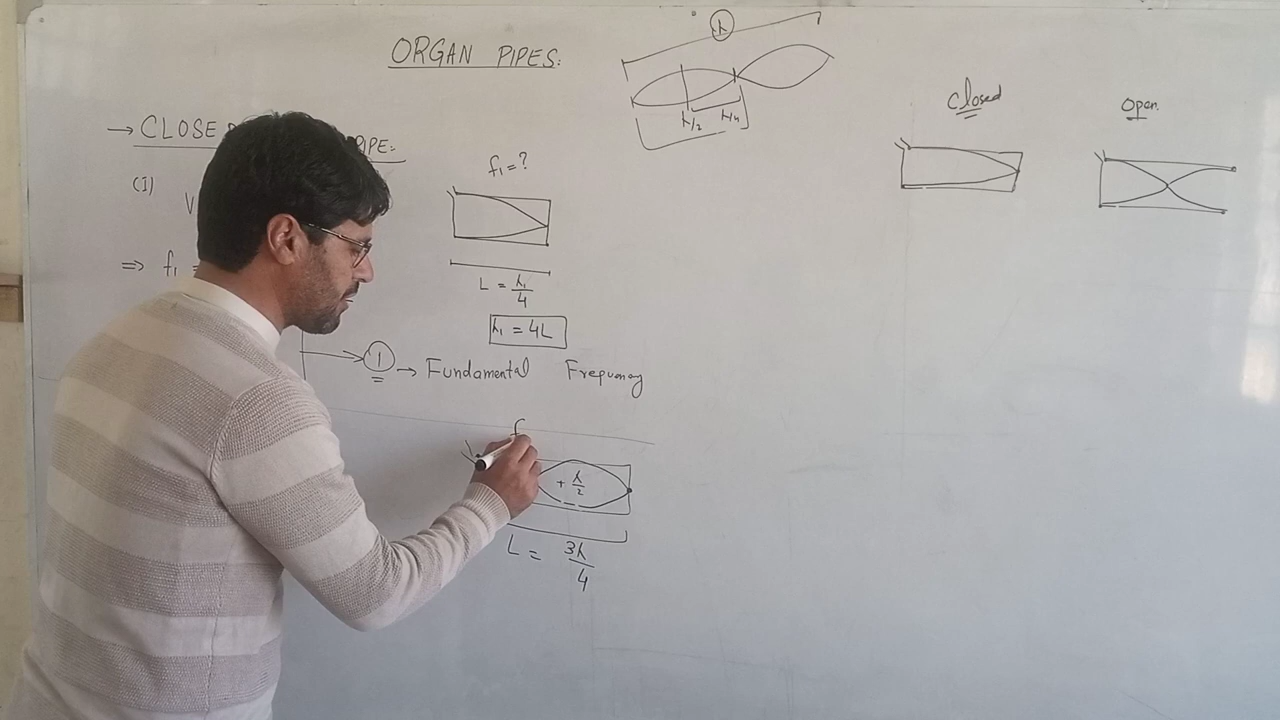 ORGAN PIPES:
λ
λ/2 λ/4
Closed
Open
→ CLOSE PIPE:
(I)
f₁ = ?
V
⇒ f₁ =
L = λ₁/4
λ₁ = 4L
① → Fundamental Frequency
f
+ λ/2
L = 3λ/4